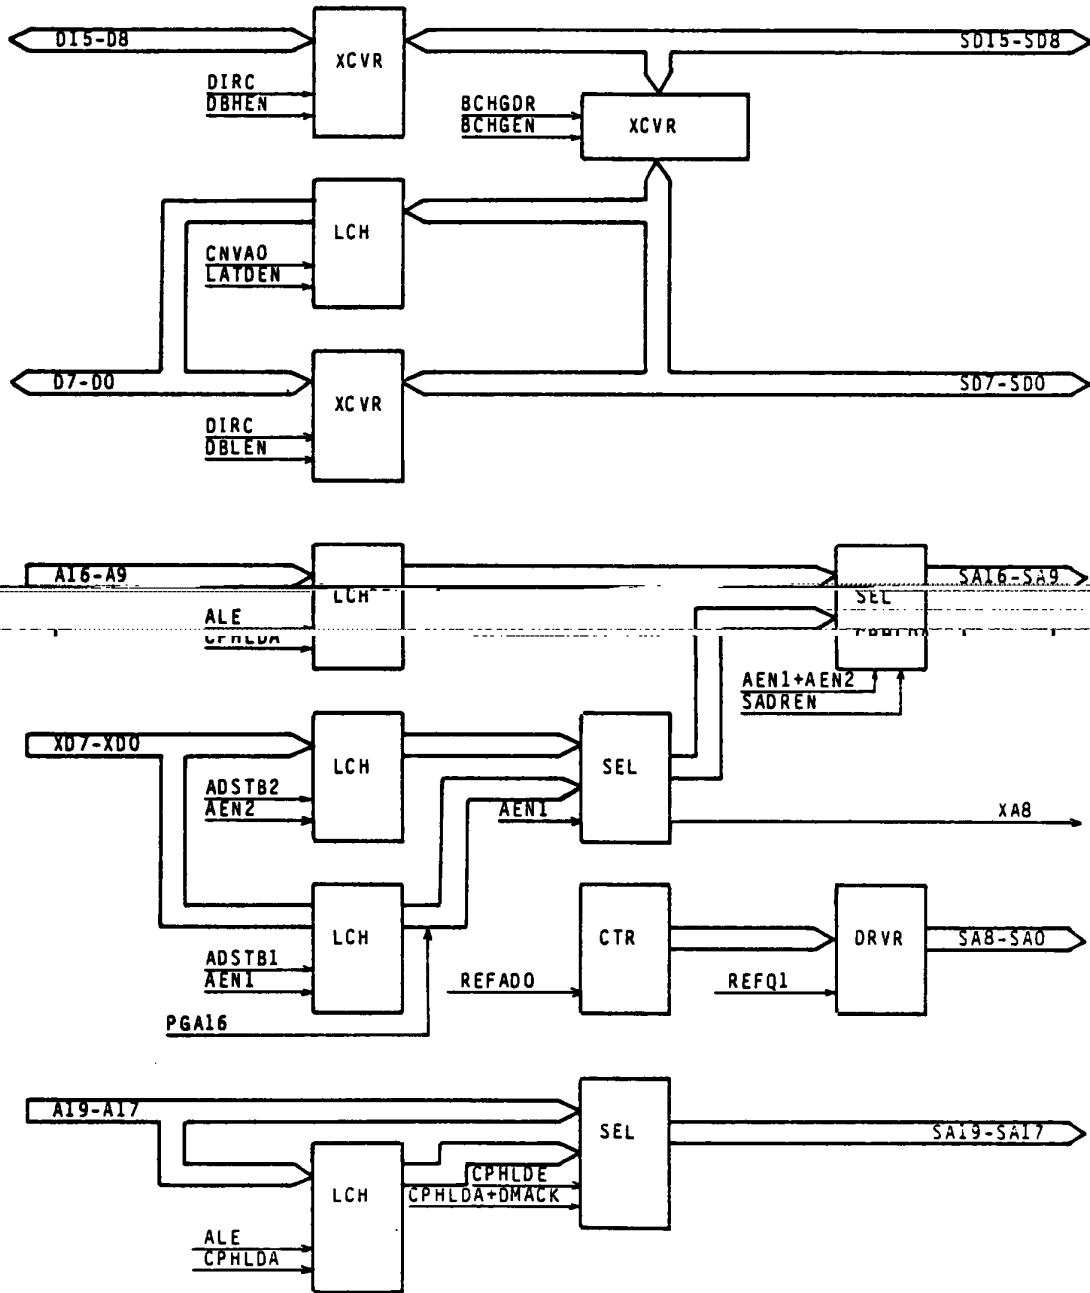 D15-D8
SD15-SD8
XCVR
DIRC
DBHEN
BCHGDR
BCHGEN
XCVR
LCH
CNVA0
LATDEN
D7-D0
SD7-SD0
XCVR
DIRC
DBLEN
A16-A9
SA16-SA9
LCH
SEL
ALE
CPHLDA
AEN1+AEN2
SADREN
XD7-XD0
LCH
SEL
ADSTB2
AEN2
AEN1
XA8
LCH
CTR
DRVR
SA8-SA0
ADSTB1
AEN1
REFAD0
REFQ1
PGA16
A19-A17
SEL
SA19-SA17
CPHLDE
LCH
CPHLDA+DMACK
ALE
CPHLDA